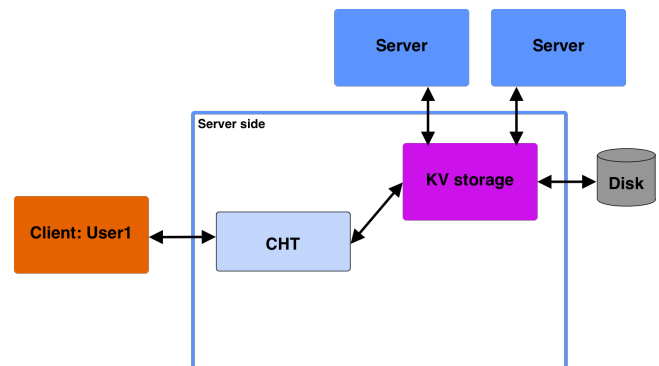 Server
Server
Server side
KV storage
Disk
Client: User1
CHT